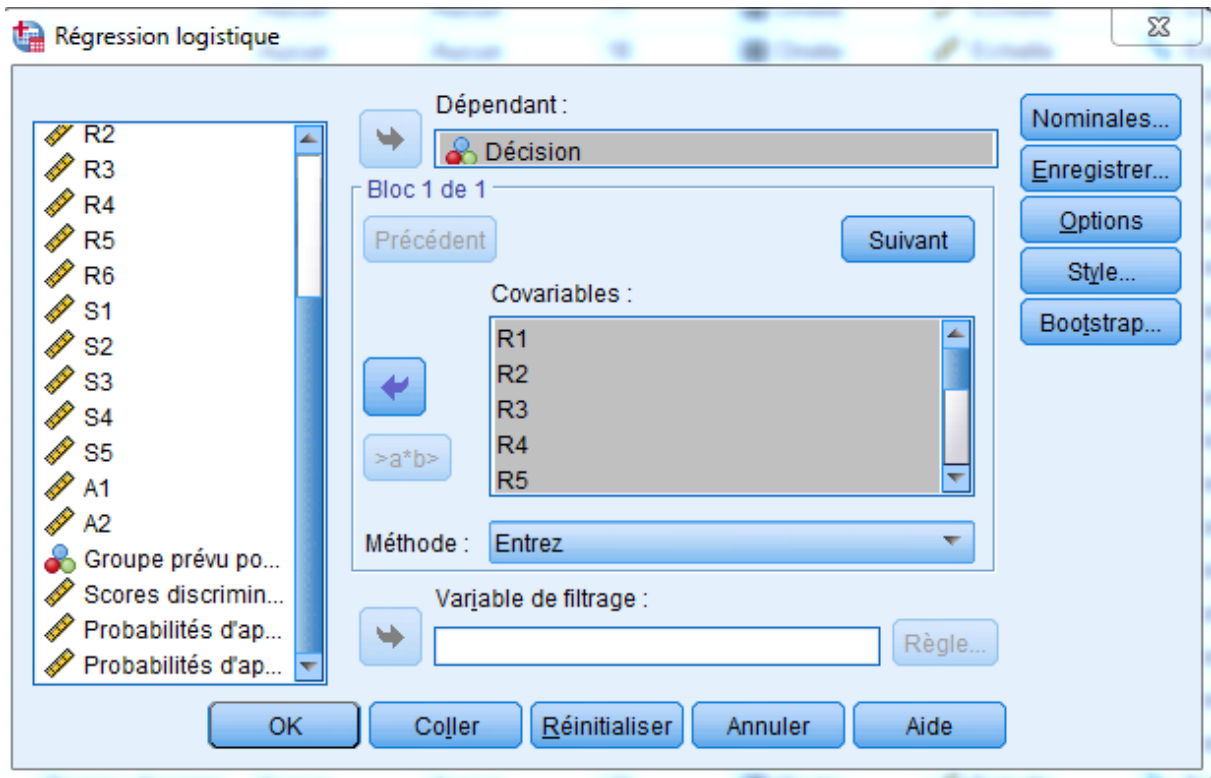 Régression logistique
R2
R3
R4
R5
R6
S1
S2
S3
S4
S5
A1
A2
Groupe prévu po...
Scores discrimin...
Probabilités d'ap...
Probabilités d'ap...
Dépendant :
Décision
Bloc 1 de 1
Précédent
Suivant
Covariables :
R1
R2
R3
R4
R5
>a*b>
Méthode : Entrez
Variable de filtrage :
Règle...
Nominales...
Enregistrer...
Options
Style...
Bootstrap...
OK
Coller
Réinitialiser
Annuler
Aide